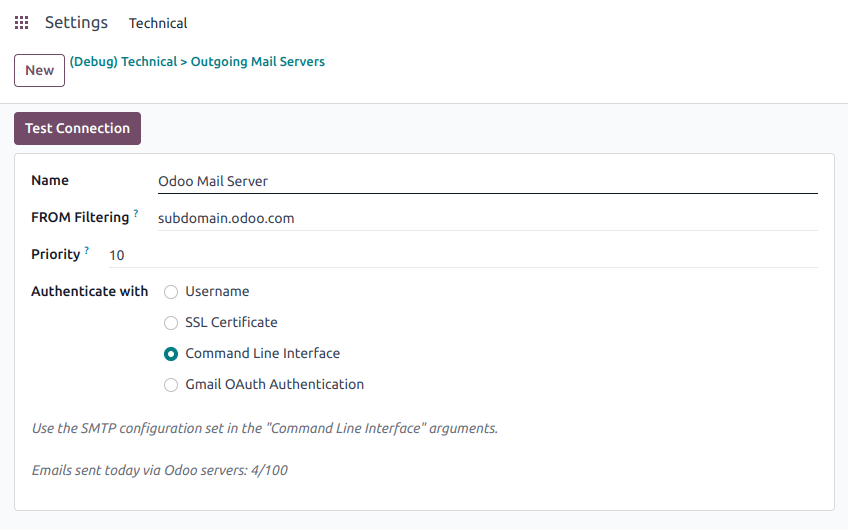 Settings Technical
New (Debug) Technical > Outgoing Mail Servers
Test Connection
Name Odoo Mail Server
FROM Filtering ? subdomain.odoo.com
Priority ? 10
Authenticate with Username
SSL Certificate
Command Line Interface
Gmail OAuth Authentication
Use the SMTP configuration set in the "Command Line Interface" arguments.
Emails sent today via Odoo servers: 4/100